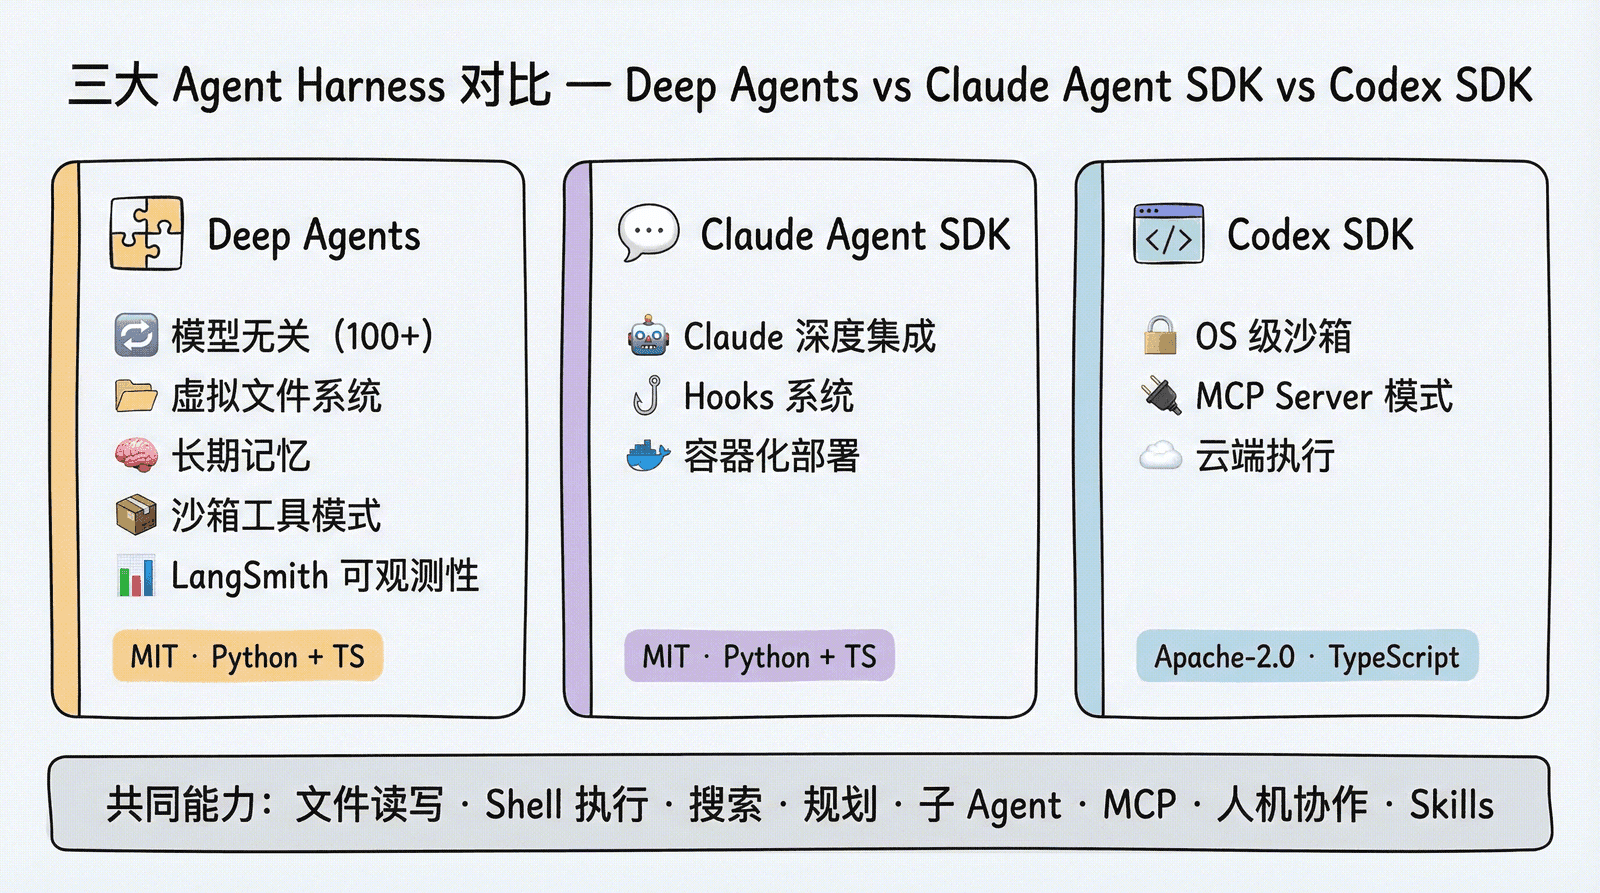 三大 Agent Harness 对比 — Deep Agents vs Claude Agent SDK vs Codex SDK
Deep Agents
模型无关（100+）
虚拟文件系统
长期记忆
沙箱工具模式
LangSmith 可观测性
MIT · Python + TS
Claude Agent SDK
Claude 深度集成
Hooks 系统
容器化部署
MIT · Python + TS
Codex SDK
OS 级沙箱
MCP Server 模式
云端执行
Apache-2.0 · TypeScript
共同能力：文件读写 · Shell 执行 · 搜索 · 规划 · 子 Agent · MCP · 人机协作 · Skills